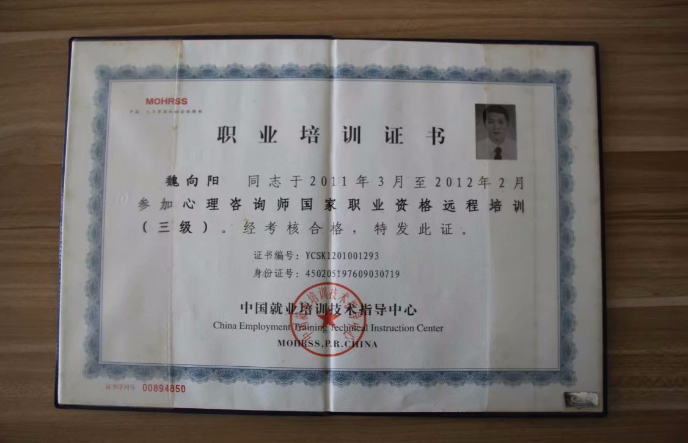 MOHRSS
职业培训证书
魏向阳 同志于2011年3月至2012年2月
参加心理咨询师国家职业资格远程培训
（三级）。经考核合格，特发此证。
证书编号：YCSK1201001293
身份证号：450205197609030719
中国就业培训技术指导中心
China Employment Training Technical Instruction Center
MOHRSS,P.R.CHINA
00894850